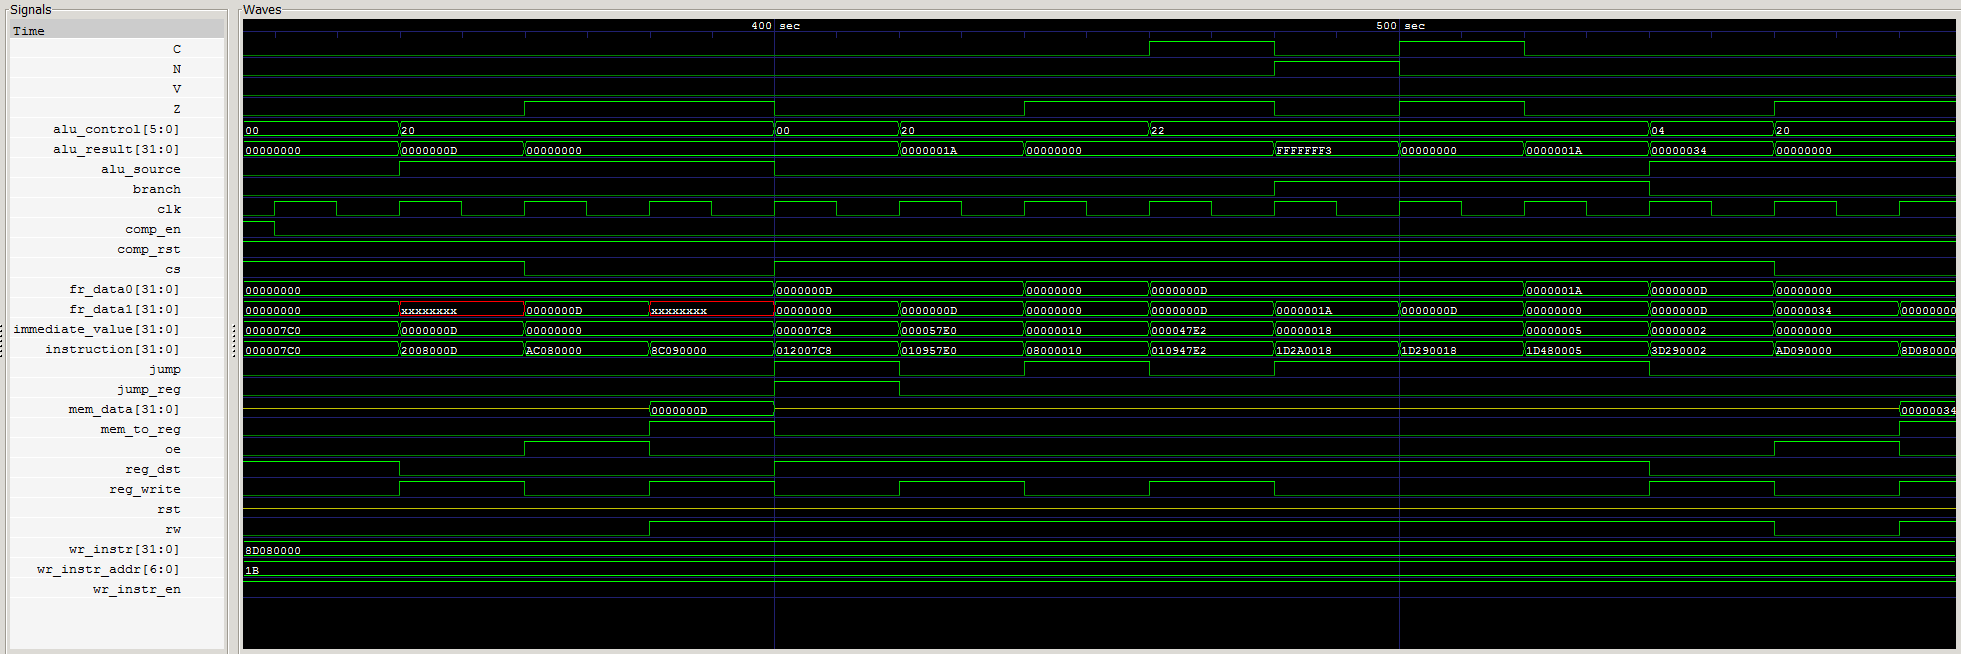 Signals
Waves
Time
400 sec
500 sec
C
N
V
Z
alu_control[5:0] 00 20 00 20 22 04 20
alu_result[31:0] 00000000 0000000D 00000000 0000001A 00000000 FFFFFFF3 00000000 0000001A 00000034 00000000
alu_source
branch
clk
comp_en
comp_rst
cs
fr_data0[31:0] 00000000 0000000D 00000000 0000000D 0000001A 0000000D 00000000
fr_data1[31:0] 00000000 xxxxxxxx 0000000D xxxxxxxx 00000000 0000000D 00000000 0000000D 0000001A 0000000D 00000000 0000000D 00000034 00000000
immediate_value[31:0] 000007C0 0000000D 00000000 000007C8 000057E0 00000010 000047E2 00000018 00000005 00000002 00000000
instruction[31:0] 000007C0 2008000D AC080000 8C090000 012007C8 010957E0 08000010 010947E2 1D2A0018 1D290018 1D480005 3D290002 AD090000 8D080000
jump
jump_reg
mem_data[31:0] 0000000D 00000034
mem_to_reg
oe
reg_dst
reg_write
rst
rw
wr_instr[31:0] 8D080000
wr_instr_addr[6:0] 1B
wr_instr_en